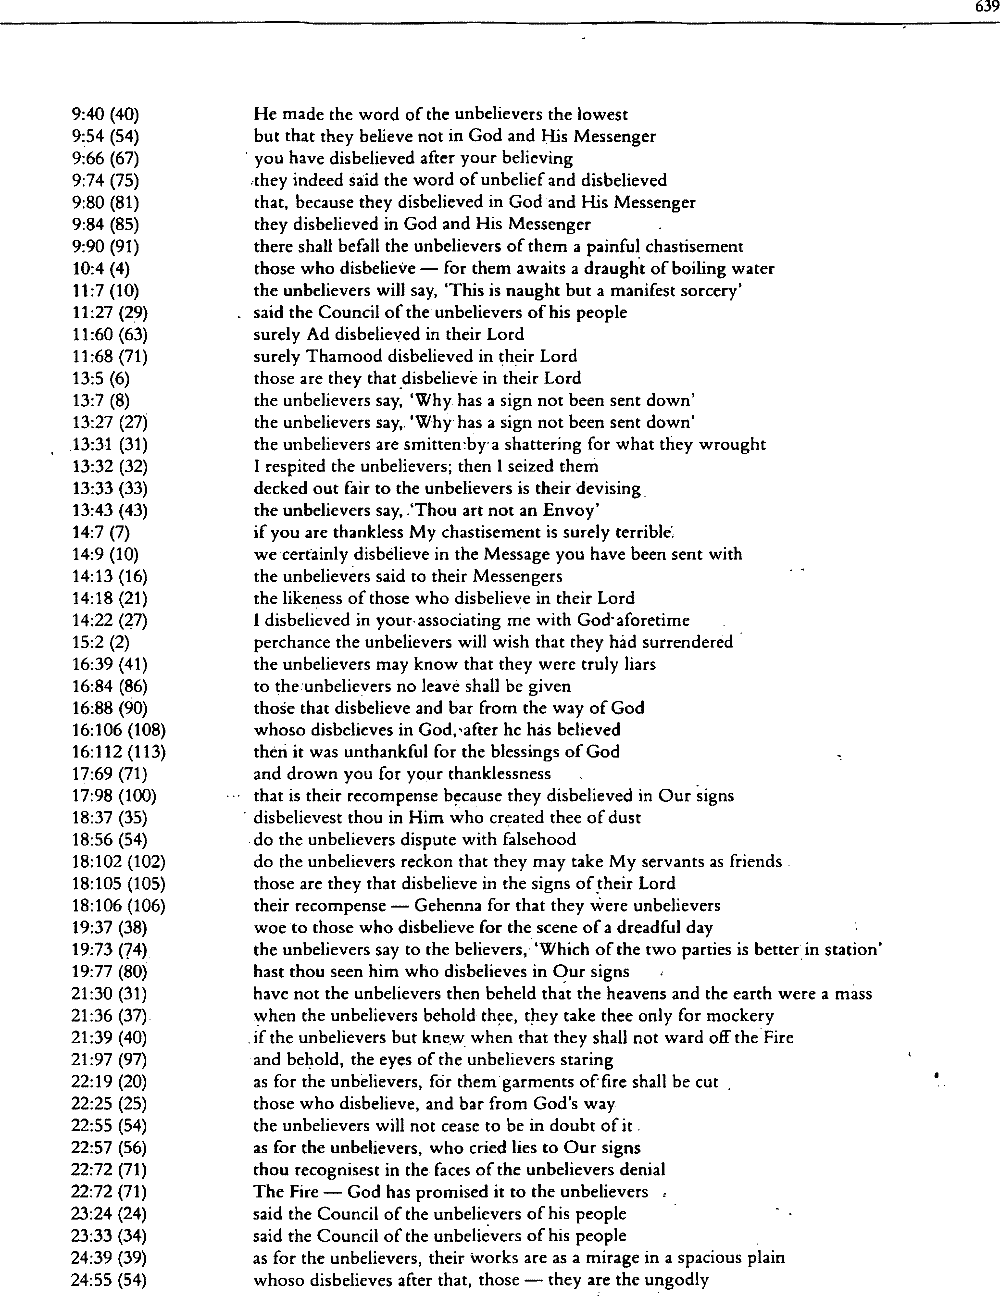 639
9:40 (40) He made the word of the unbelievers the lowest
9:54 (54) but that they believe not in God and His Messenger
9:66 (67) you have disbelieved after your believing
9:74 (75) they indeed said the word of unbelief and disbelieved
9:80 (81) that, because they disbelieved in God and His Messenger
9:84 (85) they disbelieved in God and His Messenger
9:90 (91) there shall befall the unbelievers of them a painful chastisement
10:4 (4) those who disbelieve — for them awaits a draught of boiling water
11:7 (10) the unbelievers will say, 'This is naught but a manifest sorcery'
11:27 (29) said the Council of the unbelievers of his people
11:60 (63) surely Ad disbelieved in their Lord
11:68 (71) surely Thamood disbelieved in their Lord
13:5 (6) those are they that disbelieve in their Lord
13:7 (8) the unbelievers say, 'Why has a sign not been sent down'
13:27 (27) the unbelievers say, 'Why has a sign not been sent down'
13:31 (31) the unbelievers are smitten by a shattering for what they wrought
13:32 (32) I respited the unbelievers; then I seized them
13:33 (33) decked out fair to the unbelievers is their devising
13:43 (43) the unbelievers say, 'Thou art not an Envoy'
14:7 (7) if you are thankless My chastisement is surely terrible
14:9 (10) we certainly disbelieve in the Message you have been sent with
14:13 (16) the unbelievers said to their Messengers
14:18 (21) the likeness of those who disbelieve in their Lord
14:22 (27) I disbelieved in your associating me with God aforetime
15:2 (2) perchance the unbelievers will wish that they had surrendered
16:39 (41) the unbelievers may know that they were truly liars
16:84 (86) to the unbelievers no leave shall be given
16:88 (90) those that disbelieve and bar from the way of God
16:106 (108) whoso disbelieves in God, after he has believed
16:112 (113) then it was unthankful for the blessings of God
17:69 (71) and drown you for your thanklessness
17:98 (100) that is their recompense because they disbelieved in Our signs
18:37 (35) disbelievest thou in Him who created thee of dust
18:56 (54) do the unbelievers dispute with falsehood
18:102 (102) do the unbelievers reckon that they may take My servants as friends
18:105 (105) those are they that disbelieve in the signs of their Lord
18:106 (106) their recompense — Gehenna for that they were unbelievers
19:37 (38) woe to those who disbelieve for the scene of a dreadful day
19:73 (74) the unbelievers say to the believers, 'Which of the two parties is better in station'
19:77 (80) hast thou seen him who disbelieves in Our signs
21:30 (31) have not the unbelievers then beheld that the heavens and the earth were a mass
21:36 (37) when the unbelievers behold thee, they take thee only for mockery
21:39 (40) if the unbelievers but knew when that they shall not ward off the Fire
21:97 (97) and behold, the eyes of the unbelievers staring
22:19 (20) as for the unbelievers, for them garments of fire shall be cut
22:25 (25) those who disbelieve, and bar from God's way
22:55 (54) the unbelievers will not cease to be in doubt of it
22:57 (56) as for the unbelievers, who cried lies to Our signs
22:72 (71) thou recognisest in the faces of the unbelievers denial
22:72 (71) The Fire — God has promised it to the unbelievers
23:24 (24) said the Council of the unbelievers of his people
23:33 (34) said the Council of the unbelievers of his people
24:39 (39) as for the unbelievers, their works are as a mirage in a spacious plain
24:55 (54) whoso disbelieves after that, those — they are the ungodly